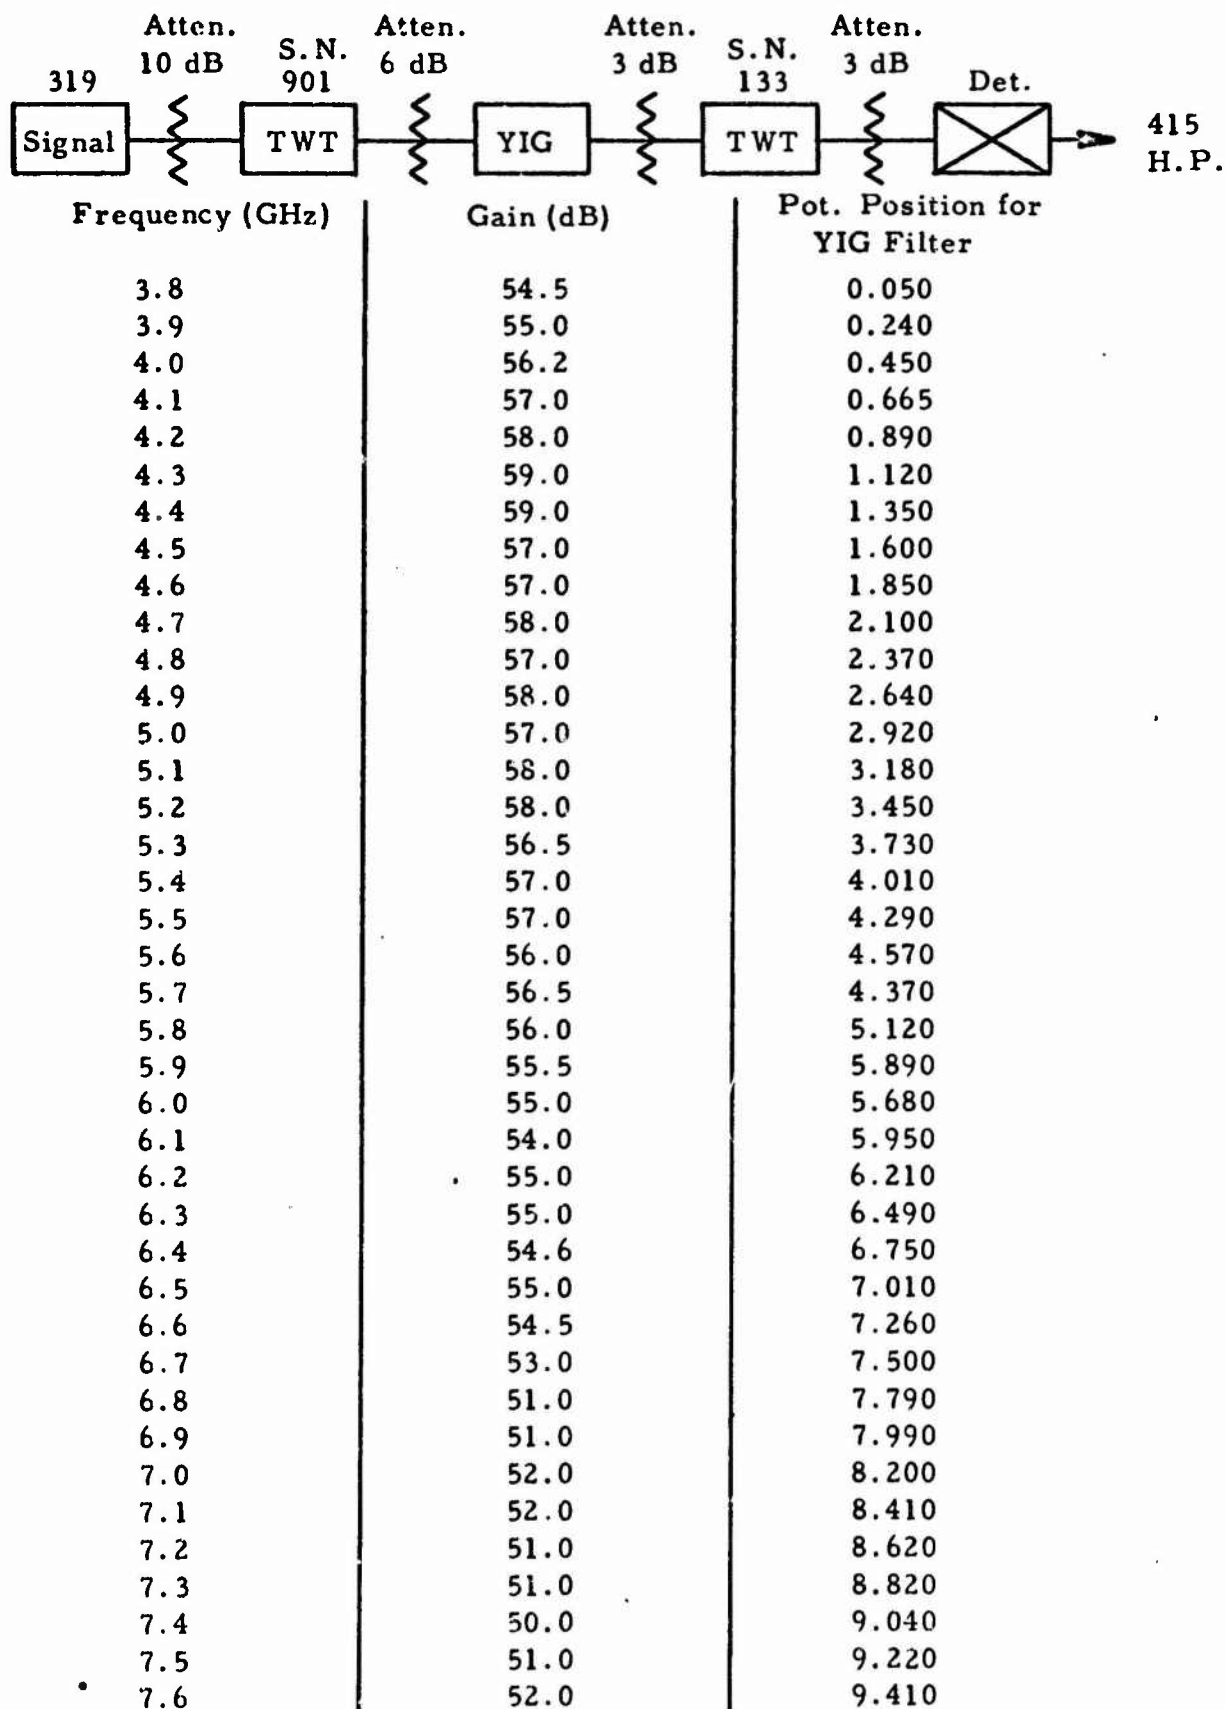 Atten. Atten. Atten. Atten.
10 dB S.N. 6 dB 3 dB S.N. 3 dB
319 901 133 Det.
Signal TWT YIG TWT 415
H.P.
Frequency (GHz) Gain (dB) Pot. Position for
YIG Filter
3.8 54.5 0.050
3.9 55.0 0.240
4.0 56.2 0.450
4.1 57.0 0.665
4.2 58.0 0.890
4.3 59.0 1.120
4.4 59.0 1.350
4.5 57.0 1.600
4.6 57.0 1.850
4.7 58.0 2.100
4.8 57.0 2.370
4.9 58.0 2.640
5.0 57.0 2.920
5.1 58.0 3.180
5.2 58.0 3.450
5.3 56.5 3.730
5.4 57.0 4.010
5.5 57.0 4.290
5.6 56.0 4.570
5.7 56.5 4.370
5.8 56.0 5.120
5.9 55.5 5.890
6.0 55.0 5.680
6.1 54.0 5.950
6.2 55.0 6.210
6.3 55.0 6.490
6.4 54.6 6.750
6.5 55.0 7.010
6.6 54.5 7.260
6.7 53.0 7.500
6.8 51.0 7.790
6.9 51.0 7.990
7.0 52.0 8.200
7.1 52.0 8.410
7.2 51.0 8.620
7.3 51.0 8.820
7.4 50.0 9.040
7.5 51.0 9.220
7.6 52.0 9.410